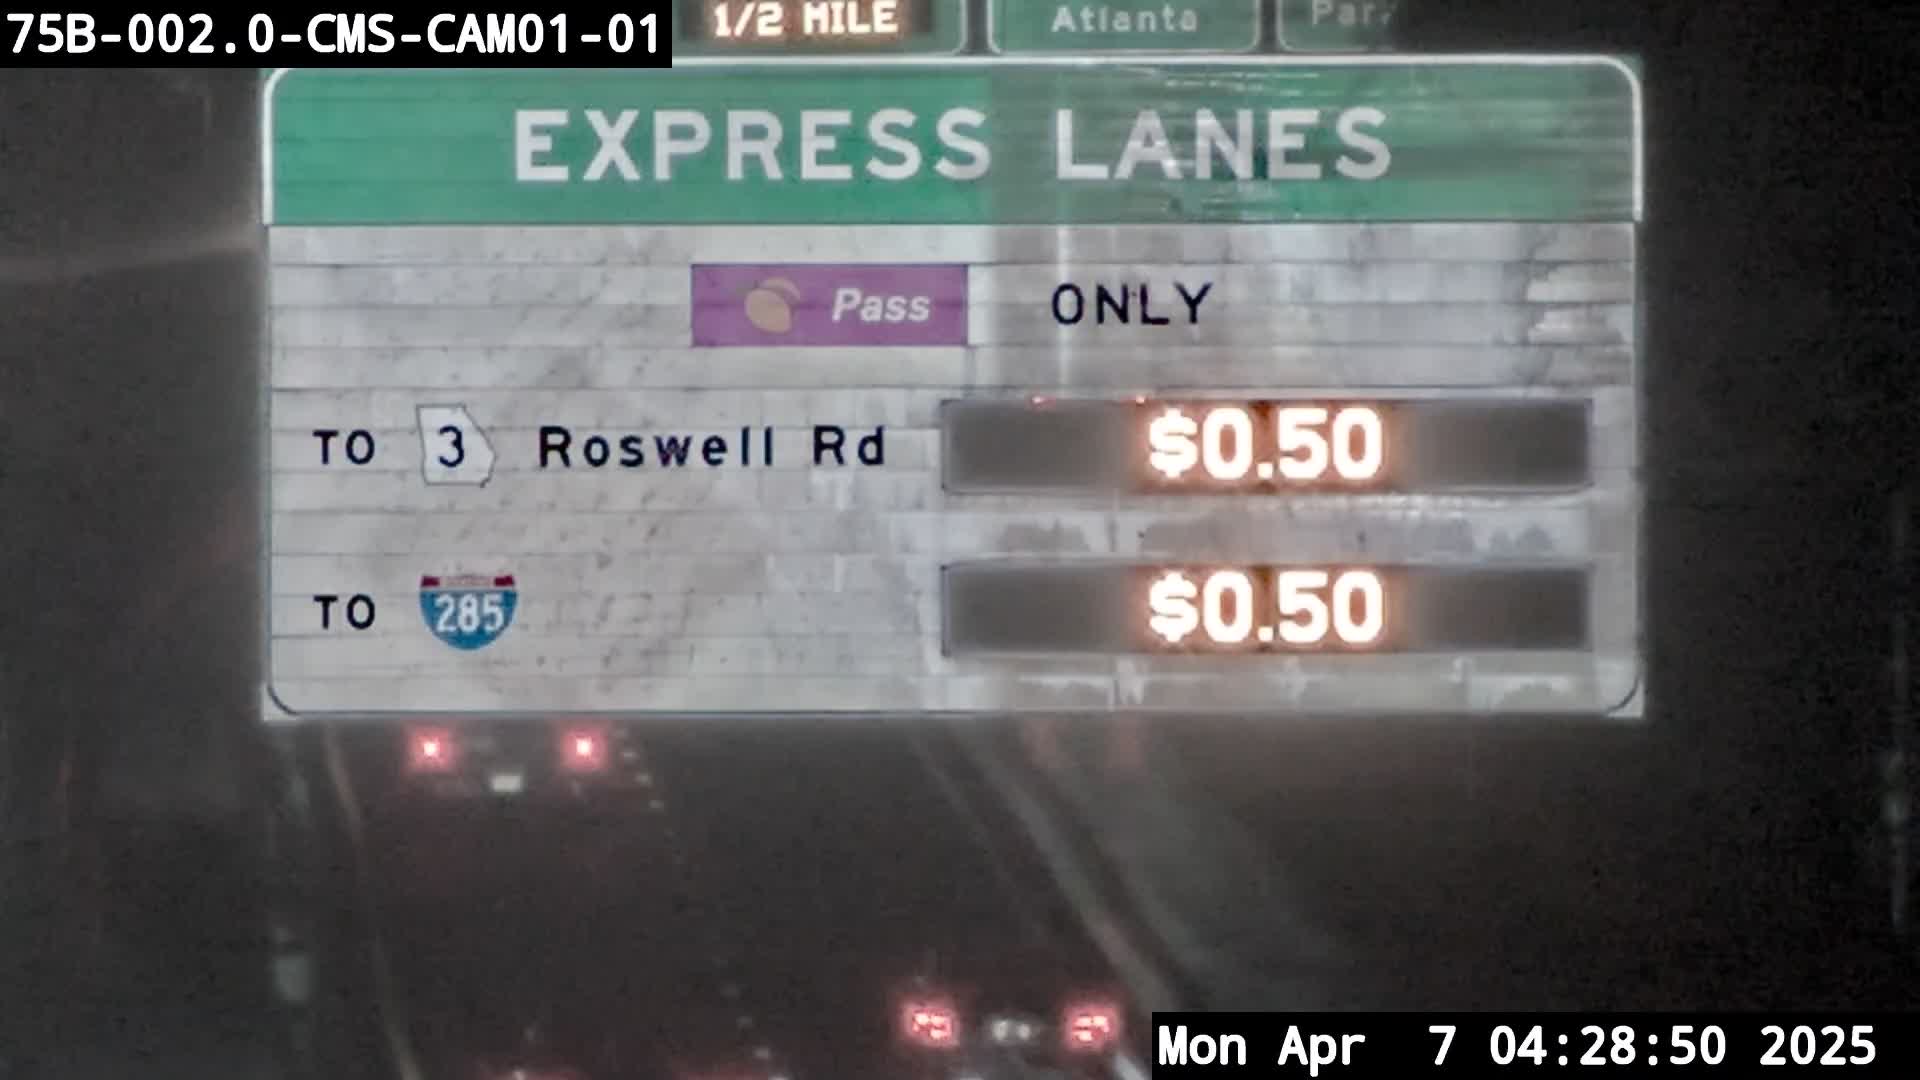 75B-002.0-CMS-CAM01-01
1/2 MILE
Atlanta
EXPRESS LANES
Pass ONLY
TO 3 Roswell Rd $0.50
TO 285 $0.50
Mon Apr 7 04:28:50 2025